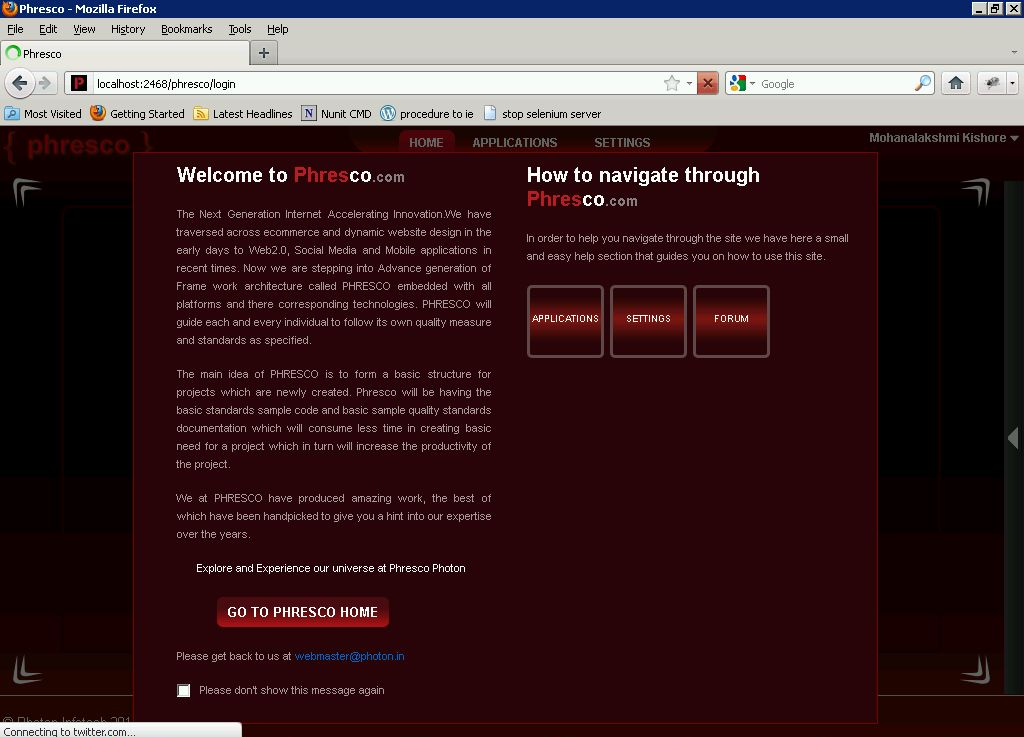 Phresco - Mozilla Firefox
File Edit View History Bookmarks Tools Help
Phresco
localhost:2468/phresco/login
Google
Most Visited Getting Started Latest Headlines N Nunit CMD procedure to ie stop selenium server
{ phresco }
HOME APPLICATIONS SETTINGS
Mohanalakshmi Kishore
Welcome to Phresco.com
The Next Generation Internet Accelerating Innovation.We have
traversed across ecommerce and dynamic website design in the
early days to Web2.0, Social Media and Mobile applications in
recent times. Now we are stepping into Advance generation of
Frame work architecture called PHRESCO embedded with all
platforms and there corresponding technologies. PHRESCO will
guide each and every individual to follow its own quality measure
and standards as specified.
The main idea of PHRESCO is to form a basic structure for
projects which are newly created. Phresco will be having the
basic standards sample code and basic sample quality standards
documentation which will consume less time in creating basic
need for a project which in turn will increase the productivity of
the project.
We at PHRESCO have produced amazing work, the best of
which have been handpicked to give you a hint into our expertise
over the years.
Explore and Experience our universe at Phresco Photon
GO TO PHRESCO HOME
Please get back to us at webmaster@photon.in
Please don't show this message again
How to navigate through
Phresco.com
In order to help you navigate through the site we have here a small
and easy help section that guides you on how to use this site.
APPLICATIONS SETTINGS FORUM
© Photon Infotech 201
Connecting to twitter.com...